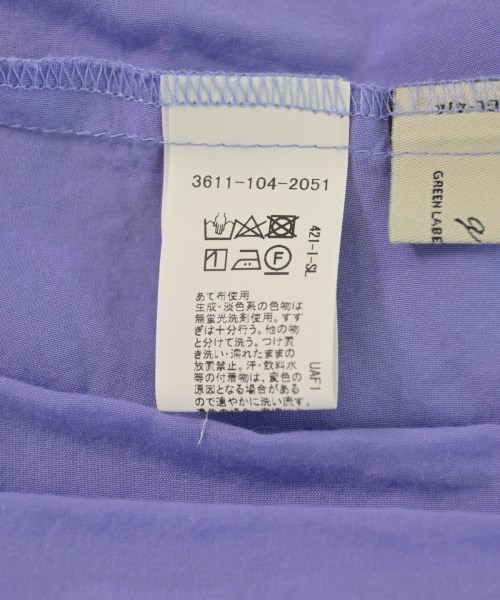 3611-104-2051
421-1-SL
あて布使用
生成・淡色系の色物は
無蛍光洗剤使用。すす
ぎは十分行う。他の物
と分けて洗う。つけ置
き洗い・濡れたままの
放置禁止。汗・飲料水
等の付着物は、変色の
原因となる場合がある
ので速やかに洗い流す。
UAF1
GREEN LABE